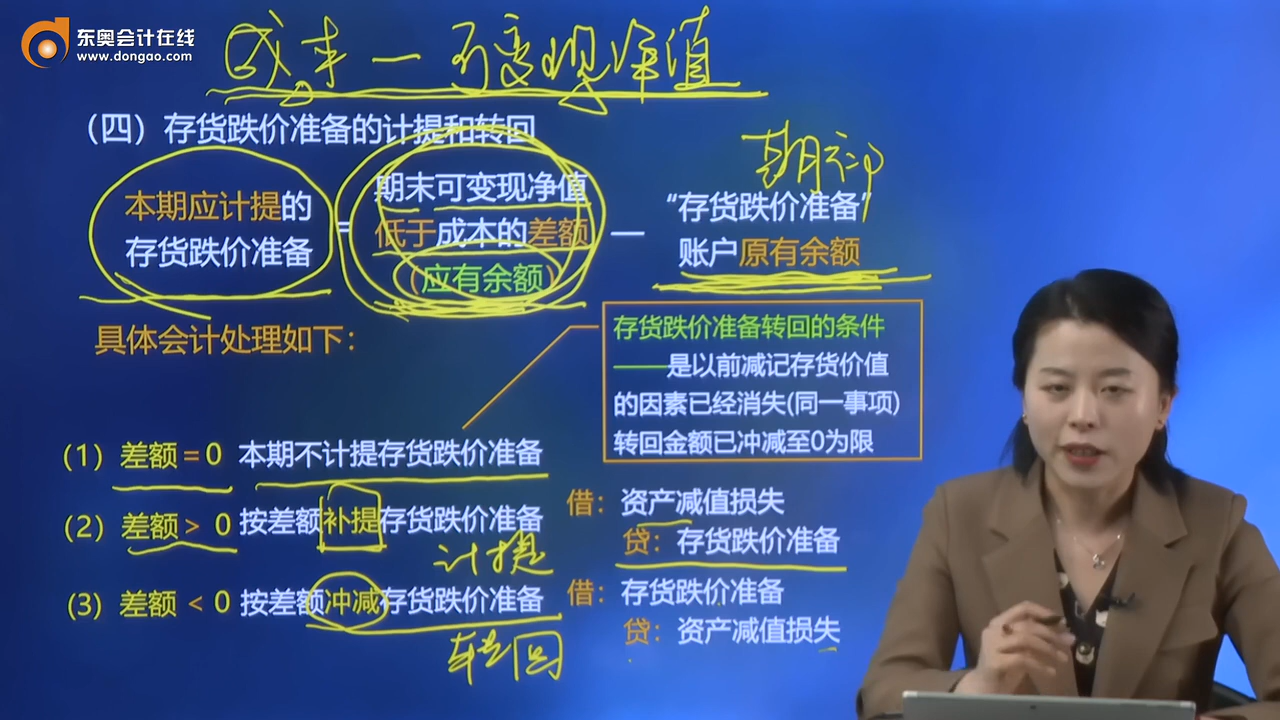 东奥会计在线
www.dongao.com
成本－可变现净值
（四）存货跌价准备的计提和转回
期初
本期应计提的
存货跌价准备
=
期末可变现净值
低于成本的差额
（应有余额）
—
“存货跌价准备”
账户原有余额
具体会计处理如下：
存货跌价准备转回的条件
——是以前减记存货价值
的因素已经消失(同一事项)
转回金额已冲减至0为限
（1）差额＝0 本期不计提存货跌价准备
（2）差额＞0 按差额补提存货跌价准备
计提
借：资产减值损失
贷：存货跌价准备
（3）差额＜0 按差额冲减存货跌价准备
转回
借：存货跌价准备
贷：资产减值损失